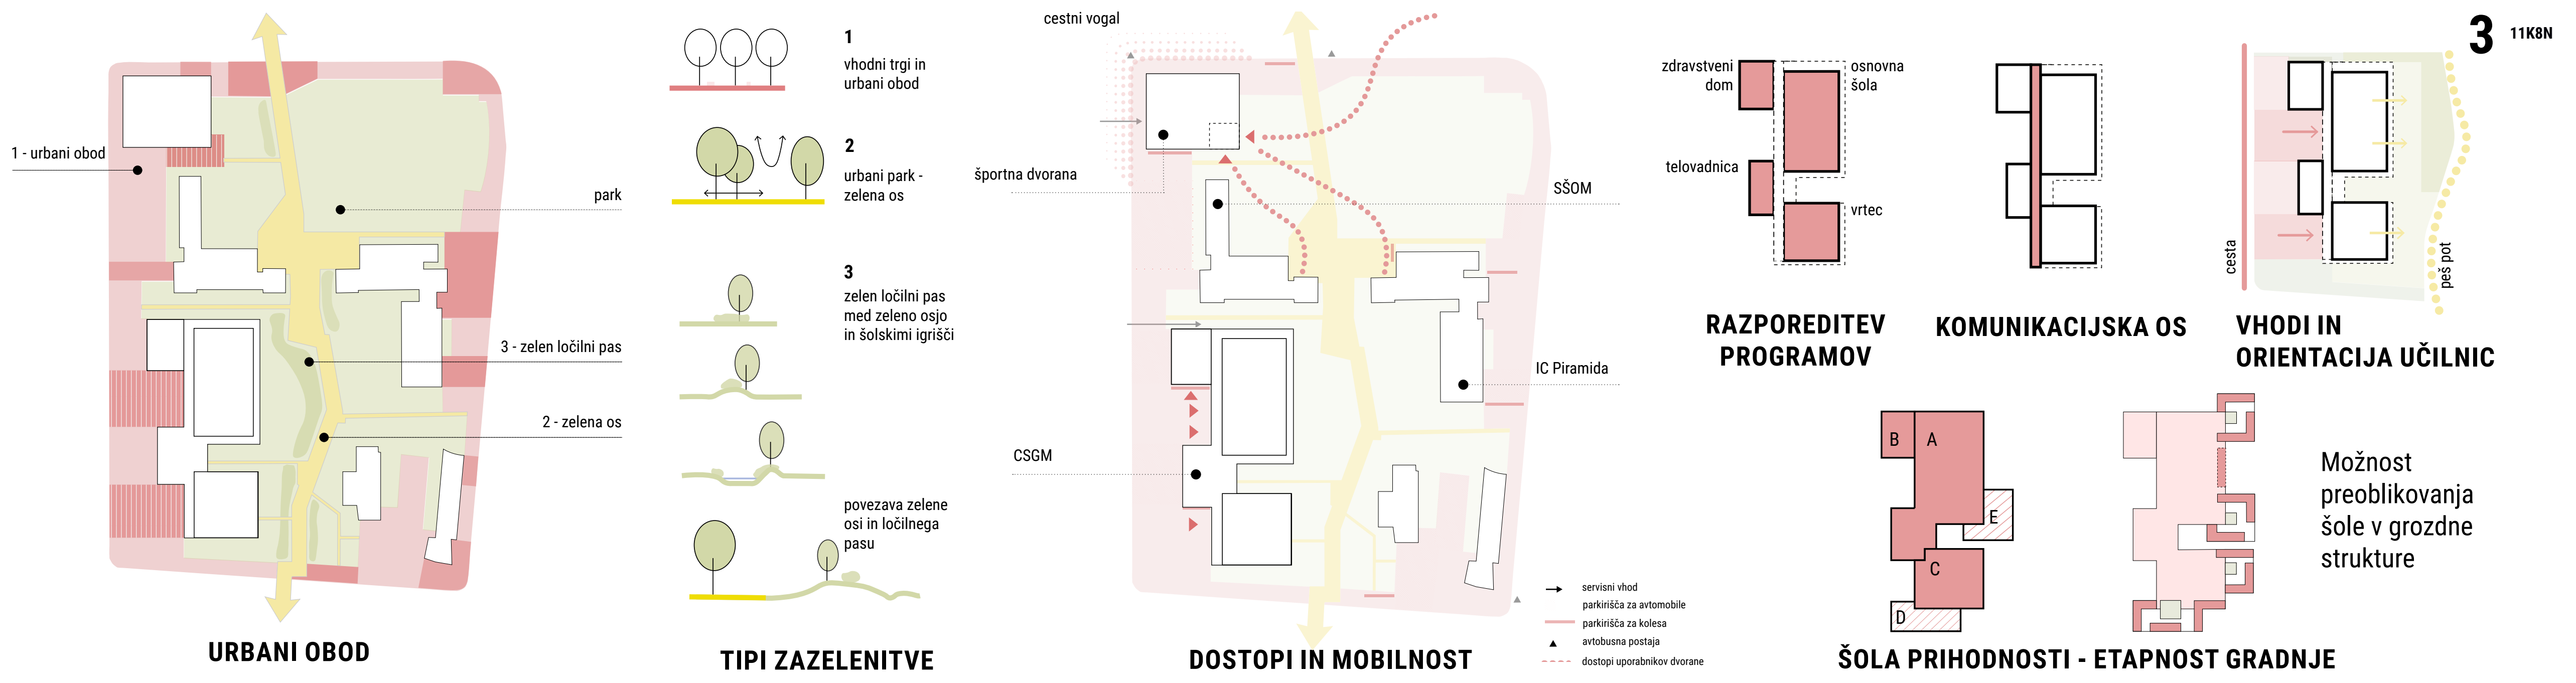 1 - urbani obod
park
3 - zelen ločilni pas
2 - zelena os
URBANI OBOD
1
vhodni trgi in
urbani obod
2
urbani park -
zelena os
3
zelen ločilni pas
med zeleno osjo
in šolskimi igrišči
povezava zelene
osi in ločilnega
pasu
TIPI ZAZELENITVE
cestni vogal
športna dvorana
SŠOM
IC Piramida
CSGM
servisni vhod
parkirišča za avtomobile
parkirišča za kolesa
avtobusna postaja
dostopi uporabnikov dvorane
DOSTOPI IN MOBILNOST
zdravstveni
dom
osnovna
šola
telovadnica
vrtec
RAZPOREDITEV
PROGRAMOV
KOMUNIKACIJSKA OS
3
11K8N
cesta
peš pot
VHODI IN
ORIENTACIJA UČILNIC
B
A
E
C
D
Možnost
preoblikovanja
šole v grozdne
strukture
ŠOLA PRIHODNOSTI - ETAPNOST GRADNJE